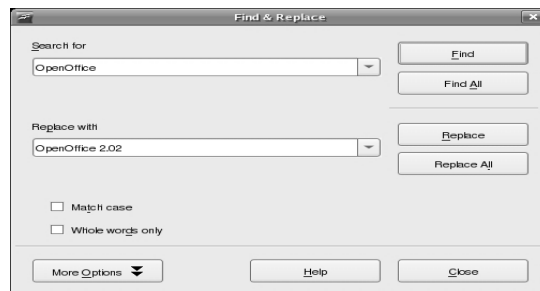 Find & Replace
Search for
OpenOffice
Find
Find All
Replace with
OpenOffice 2.02
Replace
Replace All
Match case
Whole words only
More Options
Help
Close